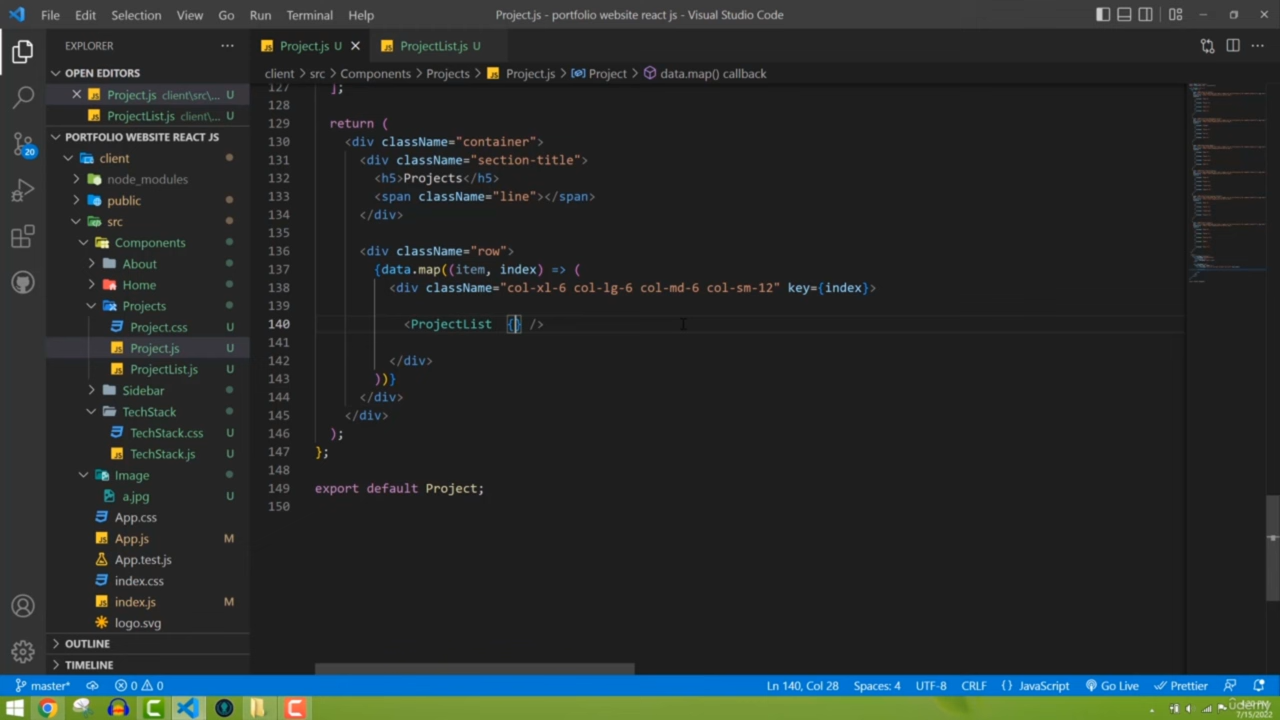 File Edit Selection View Go Run Terminal Help
Project.js - portfolio website react js - Visual Studio Code
EXPLORER
OPEN EDITORS
Project.js client\src\... U
ProjectList.js client\... U
PORTFOLIO WEBSITE REACT JS
client
node_modules
public
src
Components
About
Home
Projects
Project.css U
Project.js U
ProjectList.js U
Sidebar
TechStack
TechStack.css U
TechStack.js U
Image
a.jpg U
App.css
App.js M
App.test.js
index.css
index.js M
logo.svg
OUTLINE
TIMELINE
20
Project.js U
ProjectList.js U
client > src > Components > Projects > Project.js > Project > data.map() callback
127 ];
128
129 return (
130 <div className="container">
131 <div className="section-title">
132 <h5>Projects</h5>
133 <span className="line"></span>
134 </div>
135
136 <div className="row">
137 {data.map((item, index) => (
138 <div className="col-xl-6 col-lg-6 col-md-6 col-sm-12" key={index}>
139
140 <ProjectList {} />
141
142 </div>
143 ))}
144 </div>
145 </div>
146 );
147 };
148
149 export default Project;
150
master* 0 0 Ln 140, Col 28 Spaces: 4 UTF-8 CRLF {} JavaScript Go Live Prettier
7/15/2022
udemy